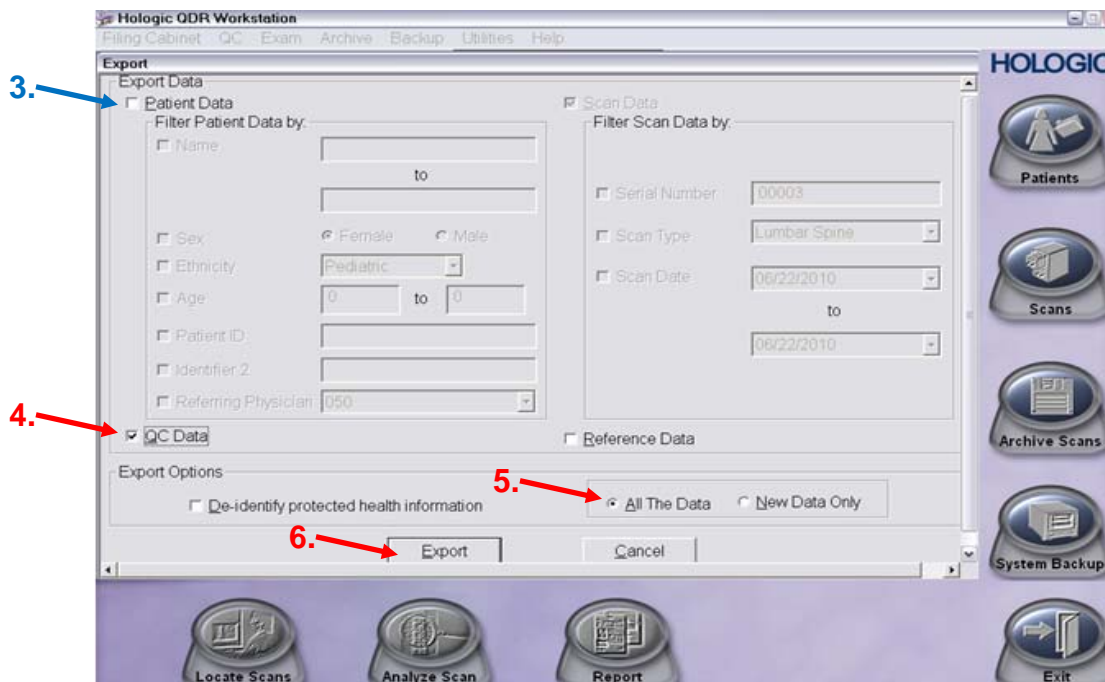 Hologic QDR Workstation
Filing Cabinet QC Exam Archive Backup Utilities Help
Export
HOLOGIC
Export Data
3.
Patient Data
Filter Patient Data by:
Name
to
Sex Female Male
Ethnicity Pediatric
Age 0 to 0
Patient ID
Identifier 2
Referring Physician 050
Scan Data
Filter Scan Data by:
Serial Number 00003
Scan Type Lumbar Spine
Scan Date 06/22/2010
to
06/22/2010
4.
QC Data
Reference Data
Export Options
De-identify protected health information
5.
All The Data New Data Only
6.
Export Cancel
Patients
Scans
Archive Scans
System Backup
Locate Scans Analyze Scan Report Exit